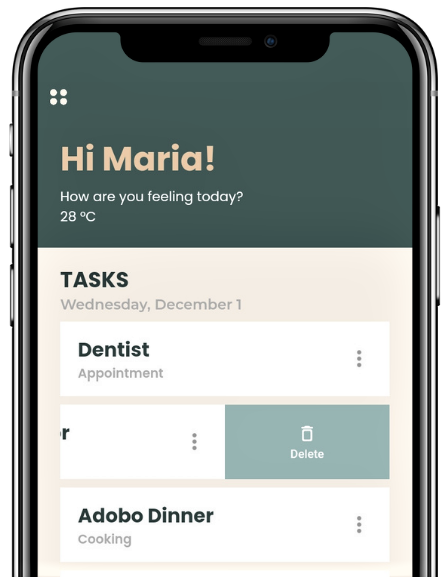 Hi Maria!
How are you feeling today?
28 ºC
TASKS
Wednesday, December 1
Dentist
Appointment
Delete
Adobo Dinner
Cooking